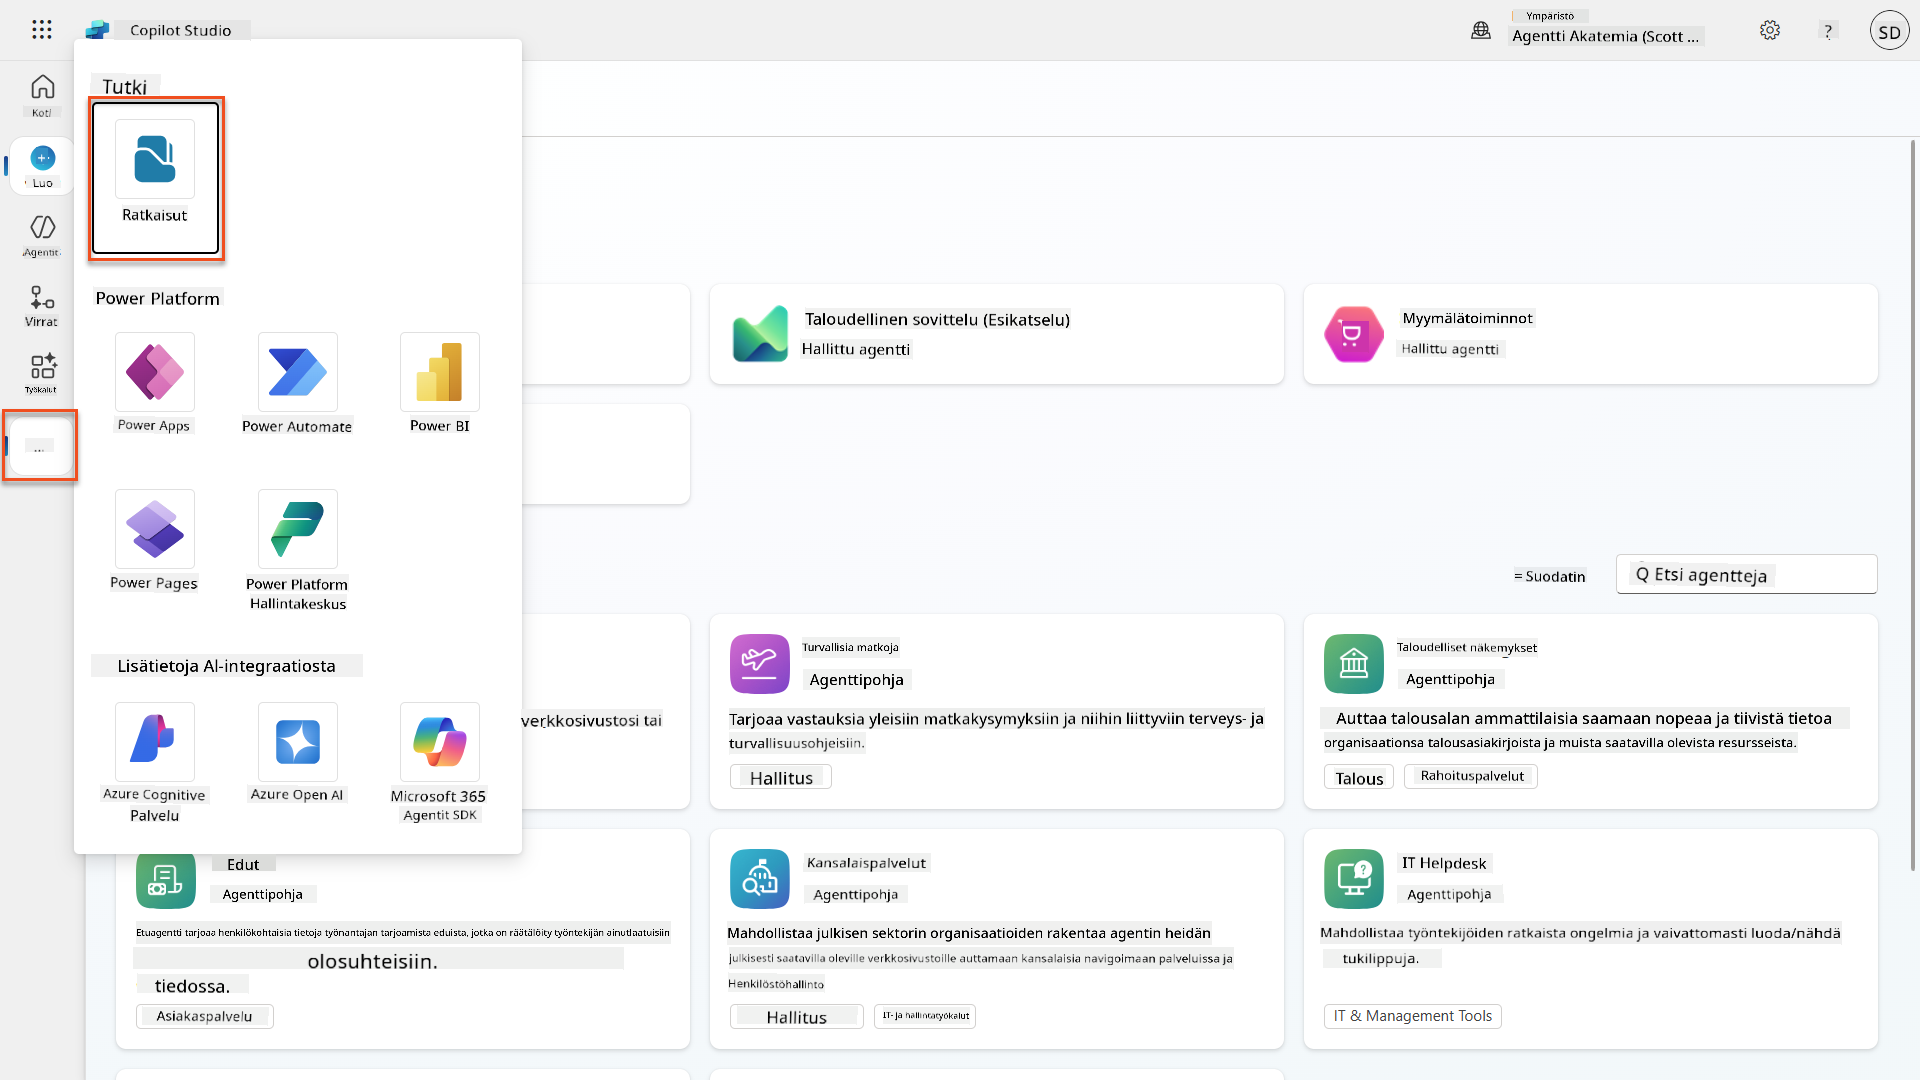 Copilot Studio
Ympäristö
Agentti Akatemia (Scott ...
?
SD
Koti
Luo
Agentit
Virrat
Työkalut
...
Tutki
Ratkaisut
Power Platform
Power Apps
Power Automate
Power BI
Power Pages
Power Platform
Hallintakeskus
Lisätietoja AI-integraatiosta
Azure Cognitive
Palvelu
Azure Open AI
Microsoft 365
Agentit SDK
Taloudellinen sovittelu (Esikatselu)
Hallittu agentti
Myymälätoiminnot
Hallittu agentti
= Suodatin
Q Etsi agentteja
verkkosivustosi tai
Turvallisia matkoja
Agenttipohja
Tarjoaa vastauksia yleisiin matkakysymyksiin ja niihin liittyviin terveys- ja
turvallisuusohjeisiin.
Hallitus
Taloudelliset näkemykset
Agenttipohja
Auttaa talousalan ammattilaisia saamaan nopeaa ja tiivistä tietoa
organisaationsa talousasiakirjoista ja muista saatavilla olevista resursseista.
Talous
Rahoituspalvelut
Edut
Agenttipohja
Etuagentti tarjoaa henkilökohtaisia tietoja työnantajan tarjoamista eduista, jotka on räätälöity työntekijän ainutlaatuisiin
olosuhteisiin.
tiedossa.
Asiakaspalvelu
Kansalaispalvelut
Agenttipohja
Mahdollistaa julkisen sektorin organisaatioiden rakentaa agentin heidän
julkisesti saatavilla oleville verkkosivustoille auttamaan kansalaisia navigoimaan palveluissa ja
Henkilöstöhallinto
Hallitus
IT- ja hallintatyökalut
IT Helpdesk
Agenttipohja
Mahdollistaa työntekijöiden ratkaista ongelmia ja vaivattomasti luoda/nähdä
tukilippuja.
IT & Management Tools